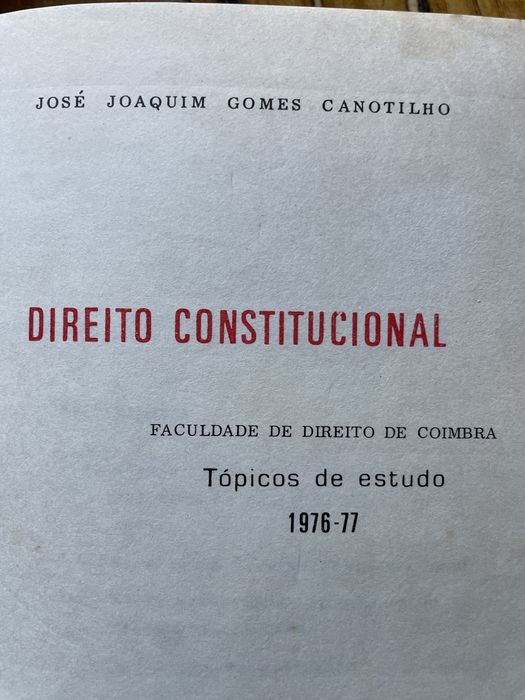 JOSÉ JOAQUIM GOMES CANOTILHO
DIREITO CONSTITUCIONAL
FACULDADE DE DIREITO DE COIMBRA
Tópicos de estudo
1976-77